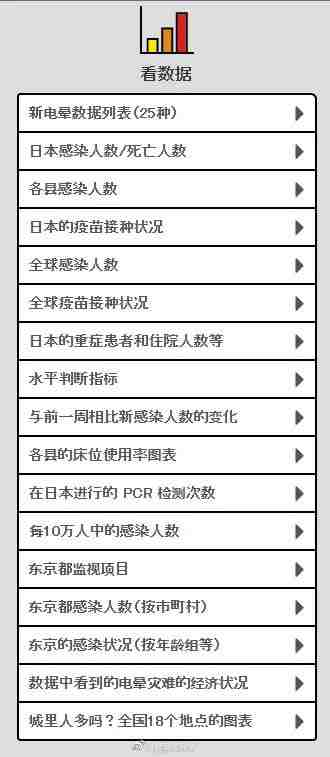 看数据
新电晕数据列表(25种)
日本感染人数/死亡人数
各县感染人数
日本的疫苗接种状况
全球感染人数
全球疫苗接种状况
日本的重症患者和住院人数等
水平判断指标
与前一周相比新感染人数的变化
各县的床位使用率图表
在日本进行的 PCR 检测次数
每10万人中的感染人数
东京都监视项目
东京都感染人数(按市町村)
东京的感染状况(按年龄组等)
数据中看到的电晕灾难的经济状况
城里人多吗？全国18个地点的图表